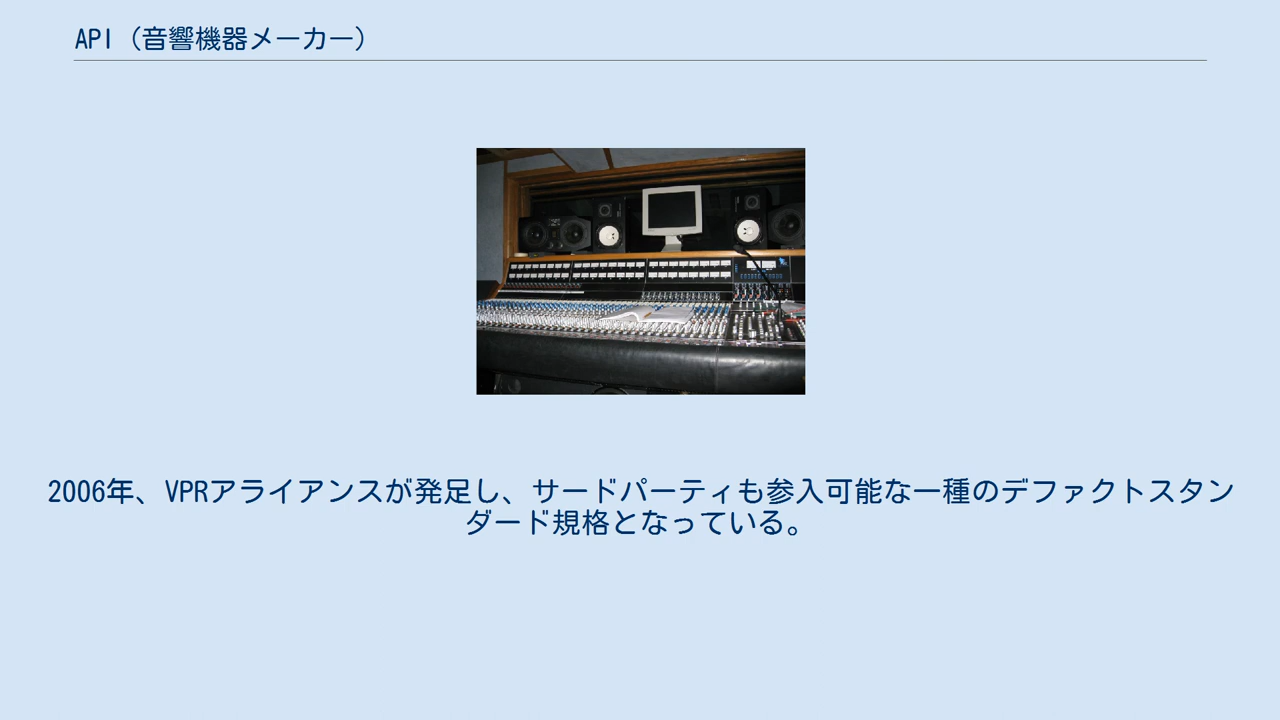 API（音響機器メーカー）
2006年、VPRアライアンスが発足し、サードパーティも参入可能な一種のデファクトスタン
ダード規格となっている。